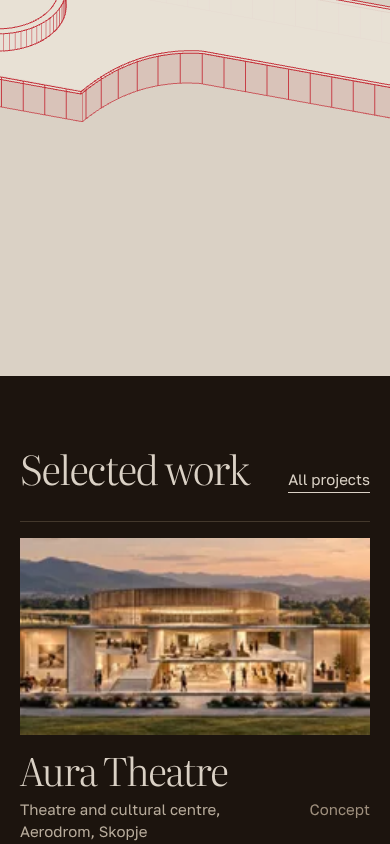 Selected work
All projects
Aura Theatre
Theatre and cultural centre,
Aerodrom, Skopje
Concept